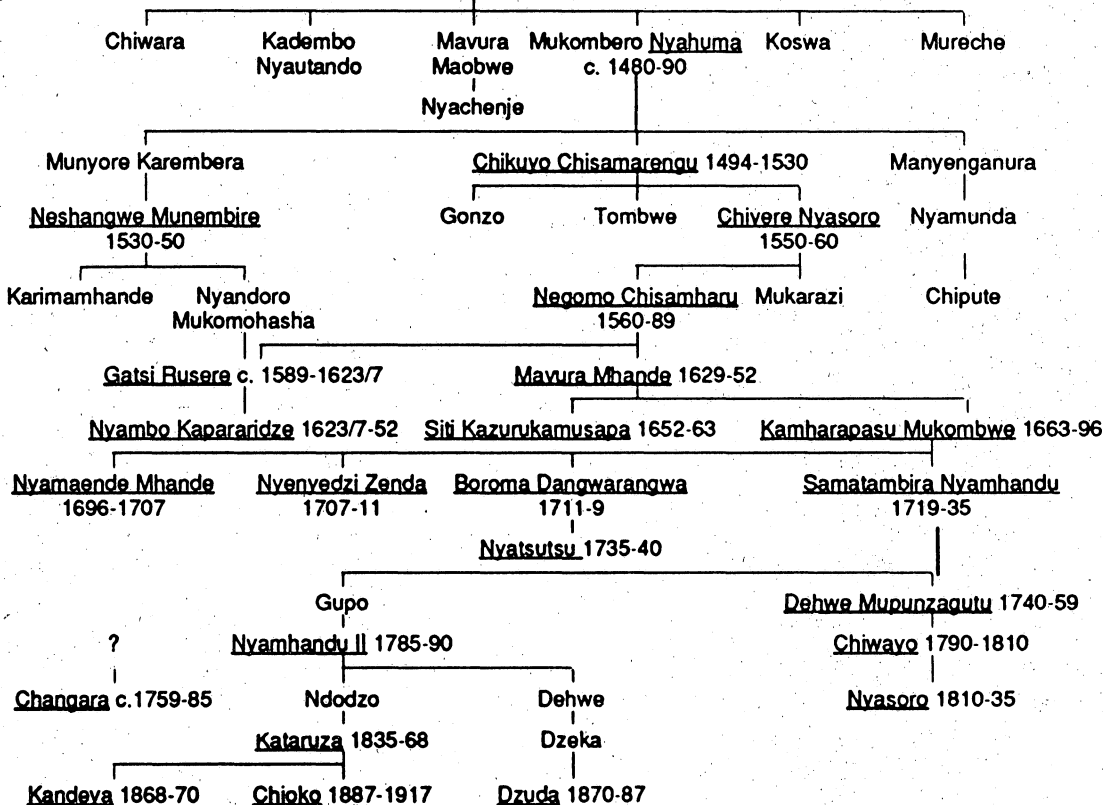 Chiwara Kadembo Mavura Mukombero Nyahuma Koswa Mureche
Nyautando Maobwe c. 1480-90
Nyachenje
Munyore Karembera Chikuyo Chisamarengu 1494-1530 Manyenganura
Neshangwe Munembire Gonzo Tombwe Chivere Nyasoro Nyamunda
1530-50 1550-60
Karimamhande Nyandoro Negomo Chisamharu Mukarazi Chipute
Mukomohasha 1560-89
Gatsi Rusere c. 1589-1623/7 Mavura Mhande 1629-52
Nyambo Kapararidze 1623/7-52 Siti Kazurukamusapa 1652-63 Kamharapasu Mukombwe 1663-96
Nyamaende Mhande Nyenyedzi Zenda Boroma Dangwarangwa Samatambira Nyamhandu
1696-1707 1707-11 1711-9 1719-35
Nyatsutsu 1735-40
Gupo Dehwe Mupunzagutu 1740-59
? Nyamhandu II 1785-90 Chiwayo 1790-1810
Changara c.1759-85 Ndodzo Dehwe Nyasoro 1810-35
Kataruza 1835-68 Dzeka
Kandeya 1868-70 Chioko 1887-1917 Dzuda 1870-87